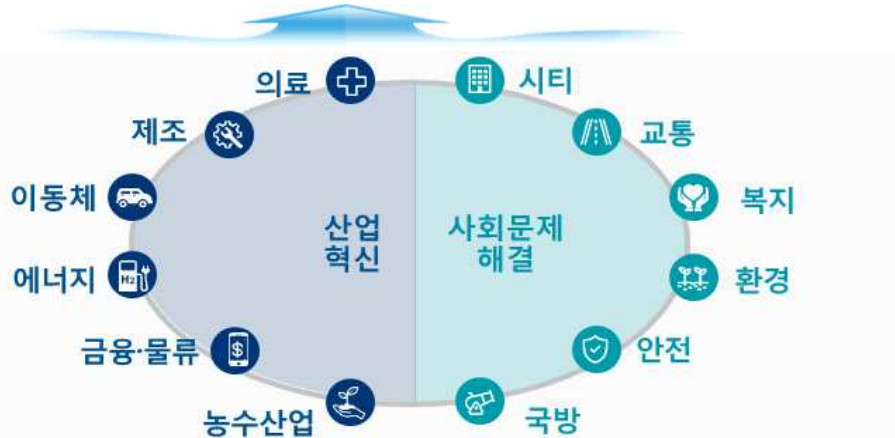 의료
시티
제조
교통
이동체
복지
산업
혁신
사회문제
해결
에너지
H2
환경
금융·물류
$
안전
농수산업
국방